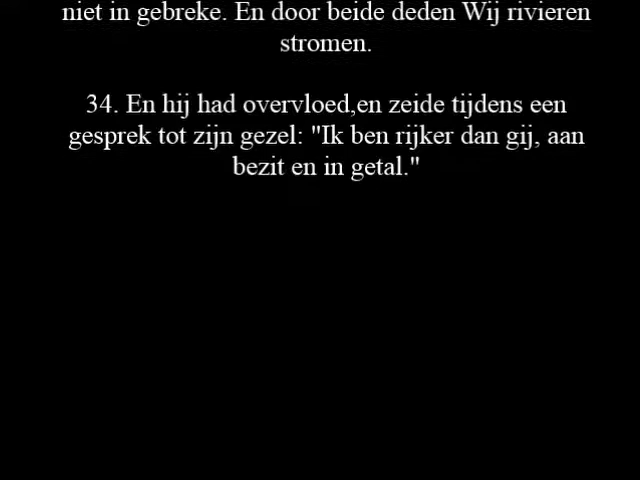 niet in gebreke. En door beide deden Wij rivieren
stromen.
34. En hij had overvloed,en zeide tijdens een
gesprek tot zijn gezel: "Ik ben rijker dan gij, aan
bezit en in getal."